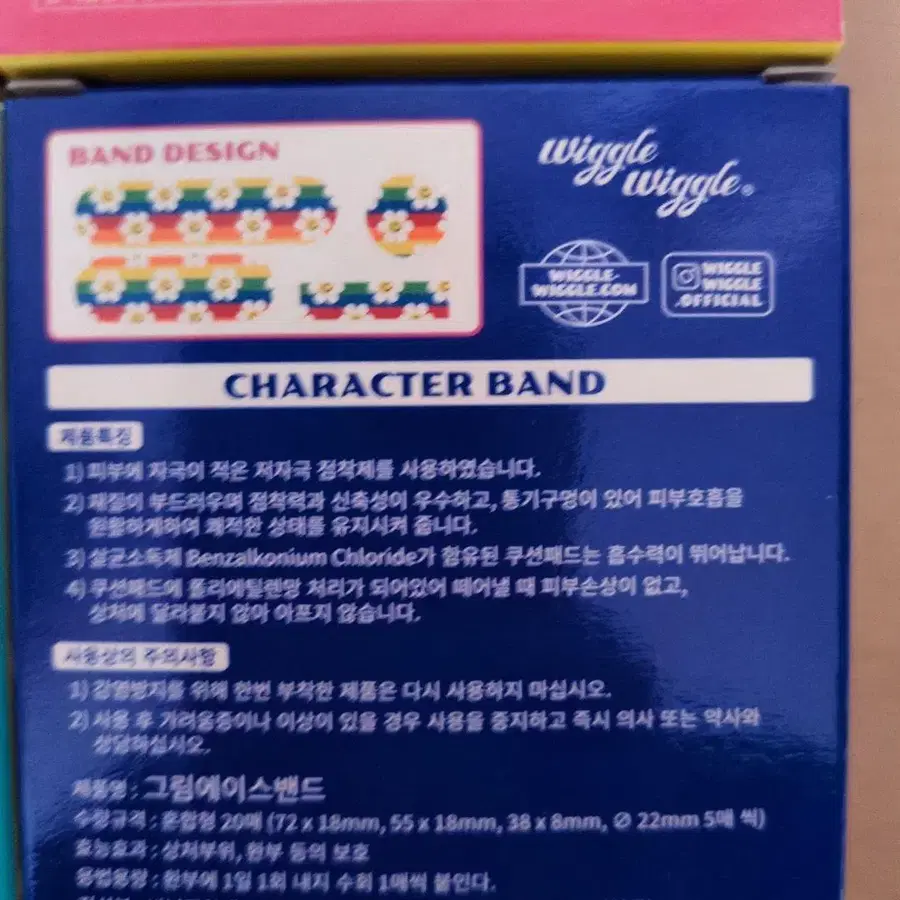 BAND DESIGN
wiggle
wiggle
WIGGLE-
WIGGLE.COM
WIGGLE
WIGGLE
.OFFICIAL
CHARACTER BAND
제품특징
1) 피부에 자극이 적은 저자극 점착제를 사용하였습니다.
2) 재질이 부드러우며 점착력과 신축성이 우수하고, 통기구멍이 있어 피부호흡을
원활하게하여 쾌적한 상태를 유지시켜 줍니다.
3) 살균소독제 Benzalkonium Chloride가 함유된 쿠션패드는 흡수력이 뛰어납니다.
4) 쿠션패드에 폴리에틸렌망 처리가 되어있어 떼어낼 때 피부손상이 없고,
상처에 달라붙지 않아 아프지 않습니다.
사용상의 주의사항
1) 감염방지를 위해 한번 부착한 제품은 다시 사용하지 마십시오.
2) 사용 후 가려움증이나 이상이 있을 경우 사용을 중지하고 즉시 의사 또는 약사와
상담하십시오.
제품명 : 그림에이스밴드
수량규격 : 혼합형 20매 (72 x 18mm, 55 x 18mm, 38 x 8mm, ∅ 22mm 5매 씩)
효능효과 : 상처부위, 환부 등의 보호
용법용량 : 환부에 1일 1회 내지 수회 1매씩 붙인다.